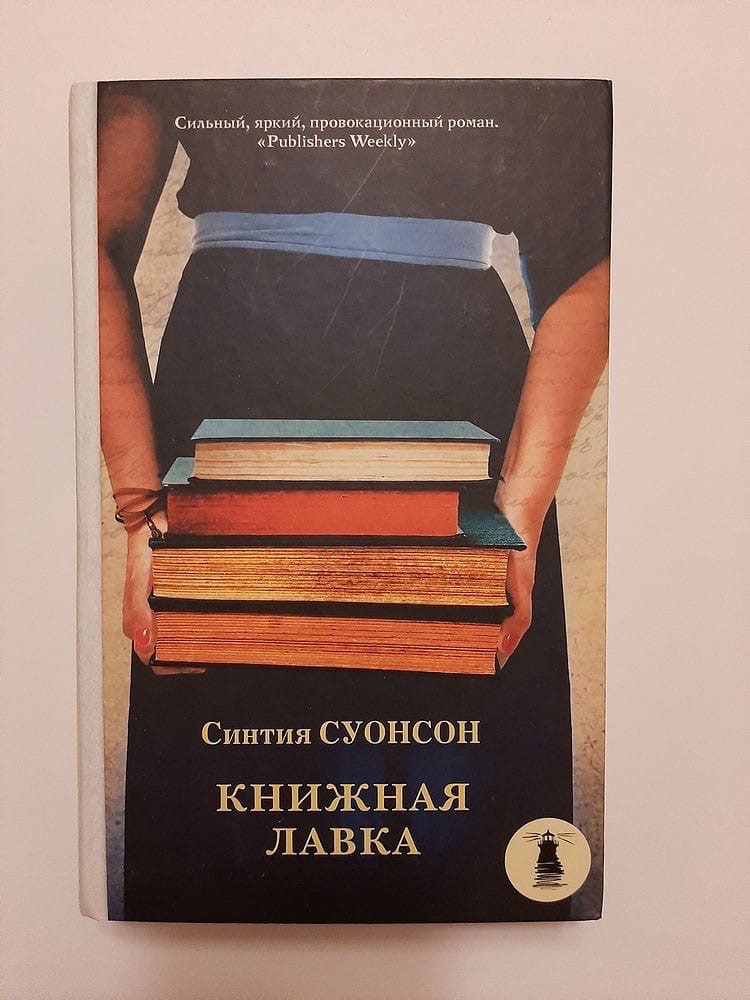 Сильный, яркий, провокационный роман.
«Publishers Weekly»
Синтия СУОНСОН
КНИЖНАЯ
ЛАВКА